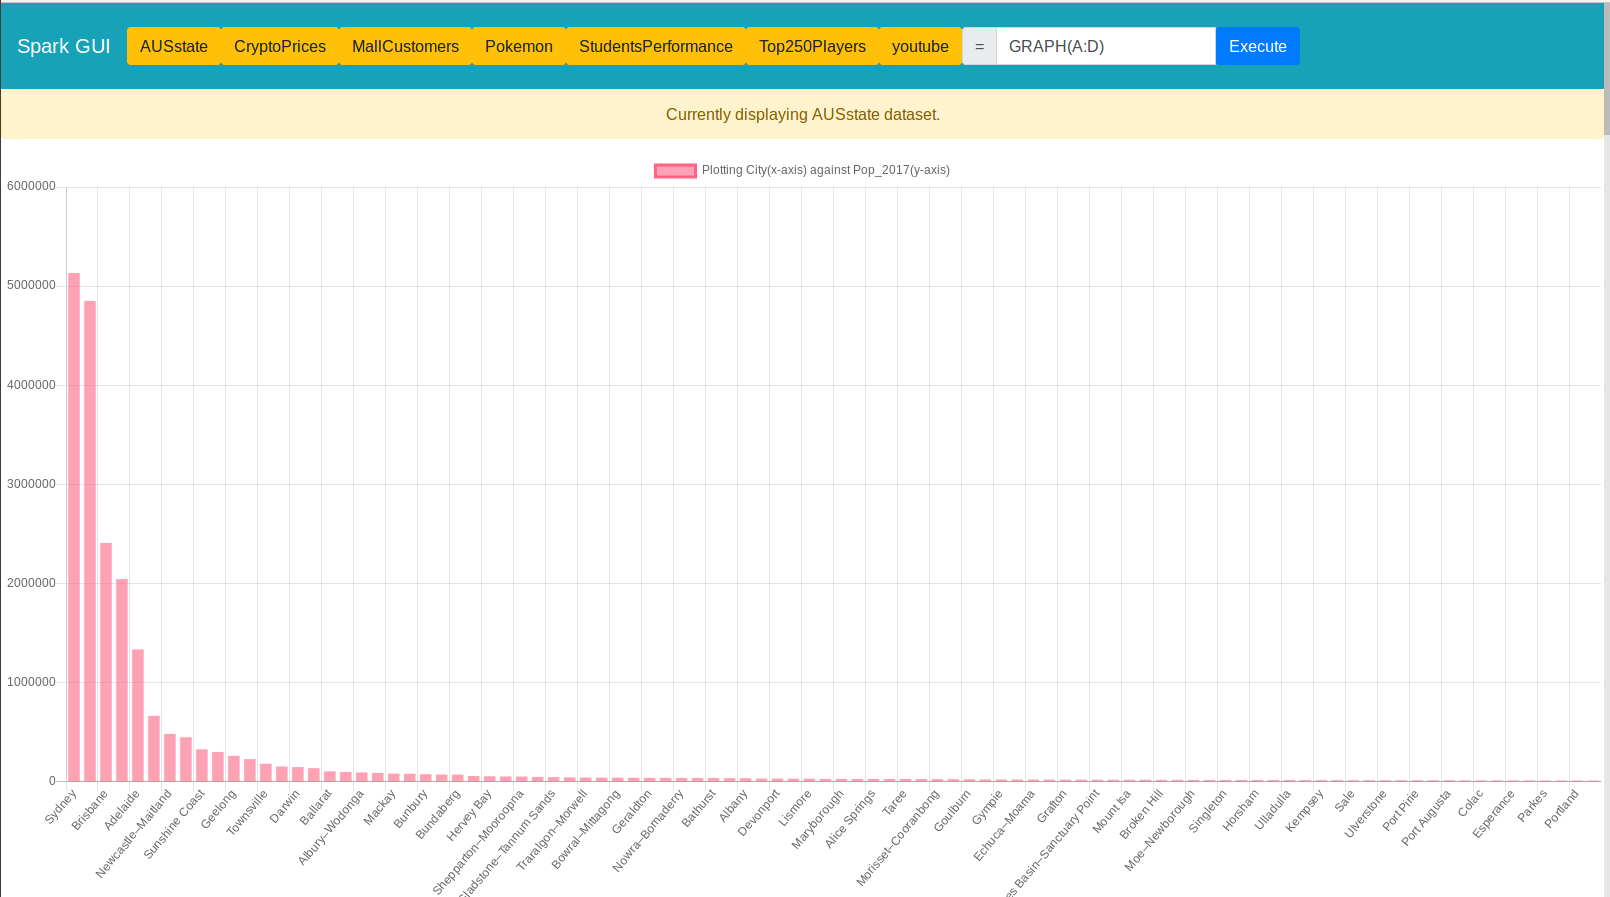 Spark GUI AUSstate CryptoPrices MallCustomers Pokemon StudentsPerformance Top250Players youtube = GRAPH(A:D) Execute
Currently displaying AUSstate dataset.
Plotting City(x-axis) against Pop_2017(y-axis)
6000000
5000000
4000000
3000000
2000000
1000000
0
Sydney
Brisbane
Adelaide
Newcastle–Maitland
Sunshine Coast
Geelong
Townsville
Darwin
Ballarat
Albury–Wodonga
Mackay
Bunbury
Bundaberg
Hervey Bay
Shepparton–Mooroopna
Gladstone–Tannum Sands
Traralgon–Morwell
Bowral–Mittagong
Geraldton
Nowra–Bomaderry
Bathurst
Albany
Devonport
Lismore
Maryborough
Alice Springs
Taree
Morisset–Cooranbong
Goulburn
Gympie
Echuca–Moama
Grafton
es Basin–Sanctuary Point
Mount Isa
Broken Hill
Moe–Newborough
Singleton
Horsham
Ulladulla
Kempsey
Sale
Ulverstone
Port Pirie
Port Augusta
Colac
Esperance
Parkes
Portland